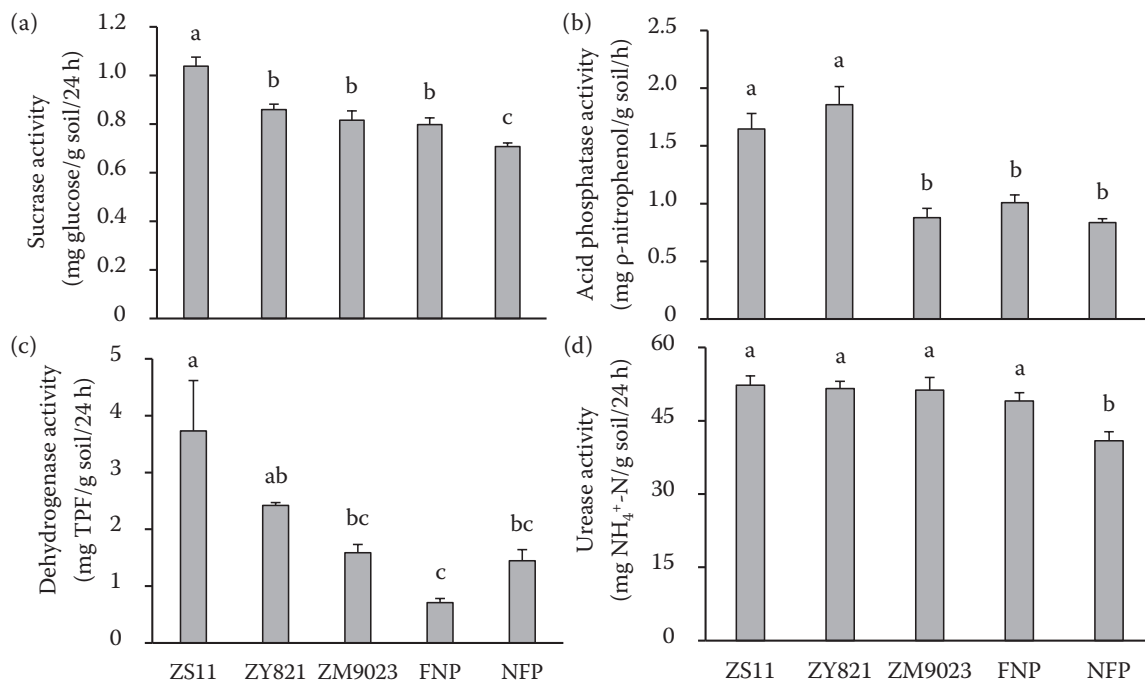 (a)
Sucrase activity
(mg glucose/g soil/24 h)
1.2
1.0
0.8
0.6
0.4
0.2
0
a
b
b
b
c
(b)
Acid phosphatase activity
(mg ρ-nitrophenol/g soil/h)
2.5
2.0
1.5
1.0
0.5
0
a
a
b
b
b
(c)
Dehydrogenase activity
(mg TPF/g soil/24 h)
5
4
3
2
1
0
a
ab
bc
c
bc
ZS11 ZY821 ZM9023 FNP NFP
(d)
Urease activity
(mg NH₄⁺-N/g soil/24 h)
60
45
30
15
0
a
a
a
a
b
ZS11 ZY821 ZM9023 FNP NFP